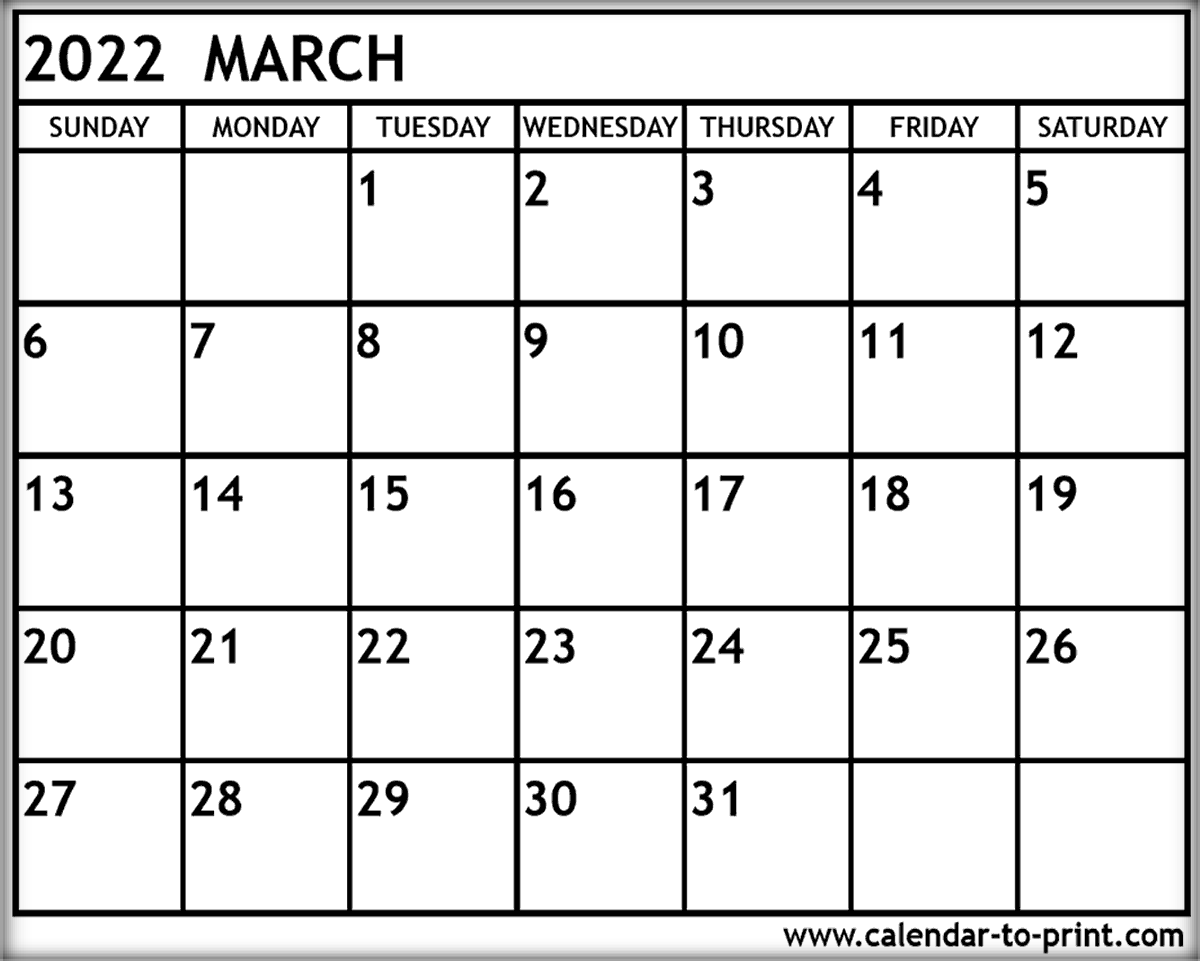 2022 MARCH
SUNDAY MONDAY TUESDAY WEDNESDAY THURSDAY FRIDAY SATURDAY
1 2 3 4 5
6 7 8 9 10 11 12
13 14 15 16 17 18 19
20 21 22 23 24 25 26
27 28 29 30 31
www.calendar-to-print.com